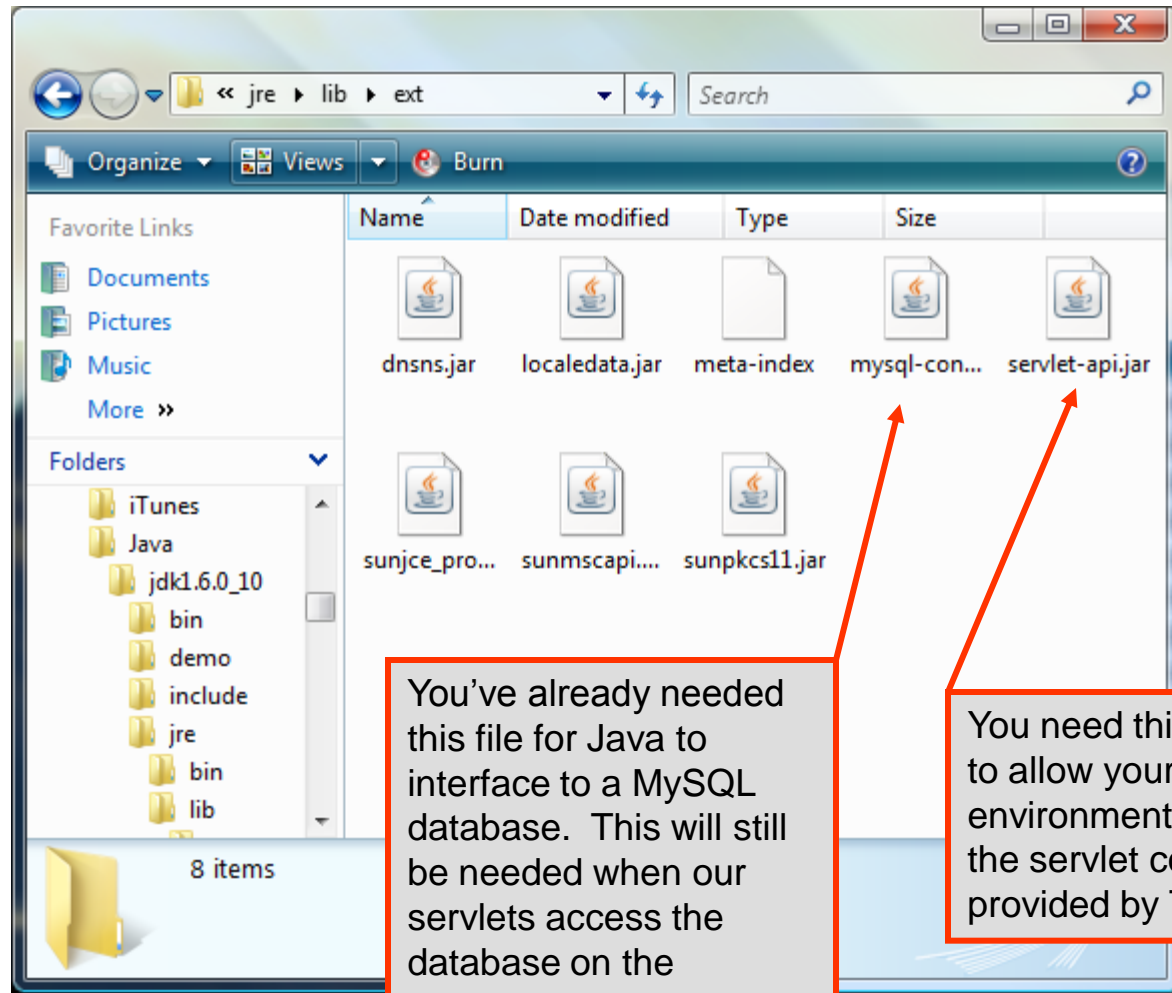 « jre ▸ lib ▸ ext
Search
Organize
Views
Burn
Favorite Links
Documents
Pictures
Music
More »
Folders
iTunes
Java
jdk1.6.0_10
bin
demo
include
jre
bin
lib
Name
Date modified
Type
Size
dnsns.jar
localedata.jar
meta-index
mysql-con...
servlet-api.jar
sunjce_pro...
sunmscapi....
sunpkcs11.jar
8 items
You’ve already needed
this file for Java to
interface to a MySQL
database. This will still
be needed when our
servlets access the
database on the
You need thi
to allow your
environment
the servlet co
provided by